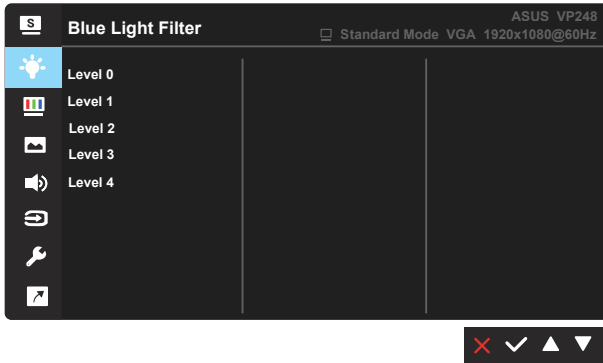 S
Blue Light Filter
ASUS VP248
Standard Mode VGA 1920x1080@60Hz
Level 0
Level 1
Level 2
Level 3
Level 4